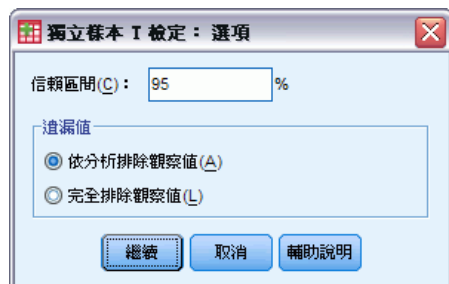 獨立樣本 T 檢定： 選項
信賴區間(C)： 95 %
遺漏值
依分析排除觀察值(A)
完全排除觀察值(L)
繼續 取消 輔助說明